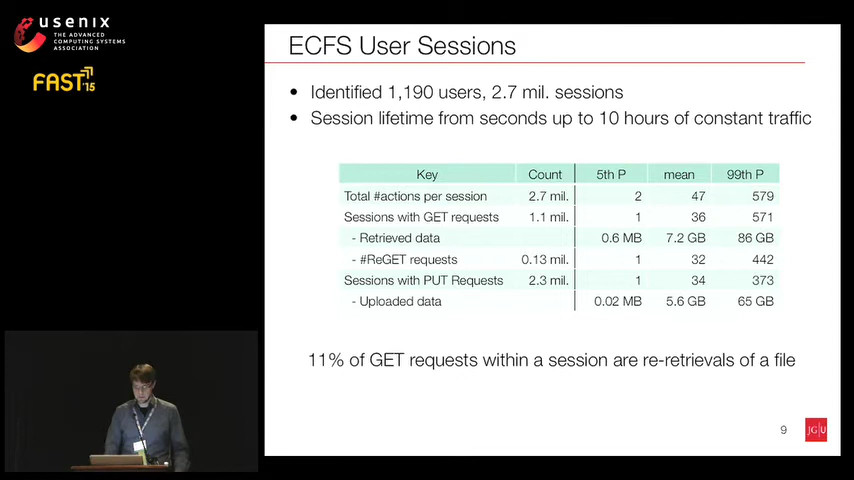 usenix
THE ADVANCED
COMPUTING SYSTEMS
ASSOCIATION
FAST '15
ECFS User Sessions
• Identified 1,190 users, 2.7 mil. sessions
• Session lifetime from seconds up to 10 hours of constant traffic
Key Count 5th P mean 99th P
Total #actions per session 2.7 mil. 2 47 579
Sessions with GET requests 1.1 mil. 1 36 571
- Retrieved data 0.6 MB 7.2 GB 86 GB
- #ReGET requests 0.13 mil. 1 32 442
Sessions with PUT Requests 2.3 mil. 1 34 373
- Uploaded data 0.02 MB 5.6 GB 65 GB
11% of GET requests within a session are re-retrievals of a file
9
JG|U